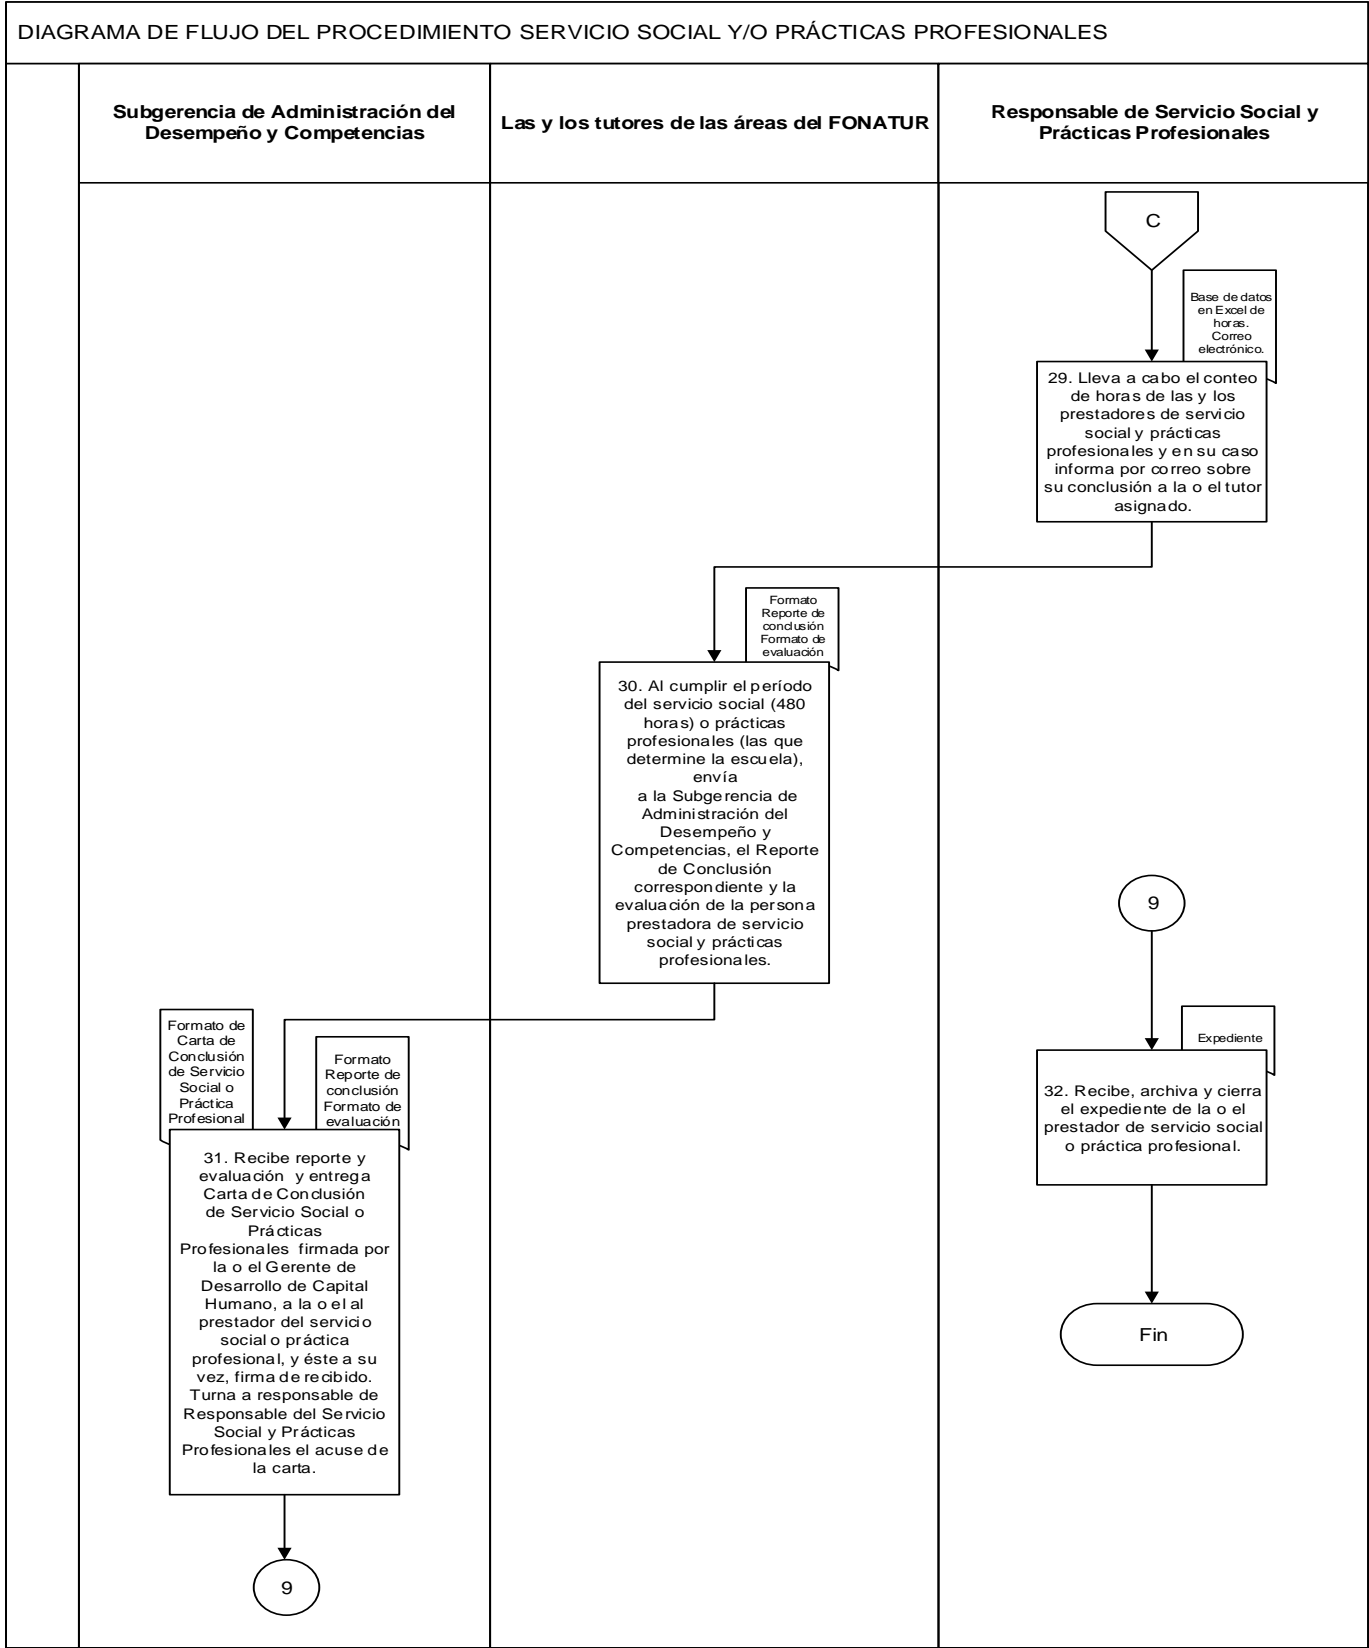 DIAGRAMA DE FLUJO DEL PROCEDIMIENTO SERVICIO SOCIAL Y/O PRÁCTICAS PROFESIONALES
Subgerencia de Administración del
Desempeño y Competencias
Las y los tutores de las áreas del FONATUR
Responsable de Servicio Social y
Prácticas Profesionales
C
Base de datos
en Excel de
horas.
Correo
electrónico.
29. Lleva a cabo el conteo
de horas de las y los
prestadores de servicio
social y prácticas
profesionales y en su caso
informa por correo sobre
su conclusión a la o el tutor
asignado.
Formato
Reporte de
conclusión
Formato de
evaluación
30. Al cumplir el período
del servicio social (480
horas) o prácticas
profesionales (las que
determine la escuela),
envía
a la Subgerencia de
Administración del
Desempeño y
Competencias, el Reporte
de Conclusión
correspondiente y la
evaluación de la persona
prestadora de servicio
social y prácticas
profesionales.
Formato de
Carta de
Conclusión
de Servicio
Social o
Práctica
Profesional
Formato
Reporte de
conclusión
Formato de
evaluación
31. Recibe reporte y
evaluación y entrega
Carta de Conclusión
de Servicio Social o
Prácticas
Profesionales firmada por
la o el Gerente de
Desarrollo de Capital
Humano, a la o el al
prestador del servicio
social o práctica
profesional, y éste a su
vez, firma de recibido.
Turna a responsable de
Responsable del Servicio
Social y Prácticas
Profesionales el acuse de
la carta.
9
9
Expediente
32. Recibe, archiva y cierra
el expediente de la o el
prestador de servicio social
o práctica profesional.
Fin